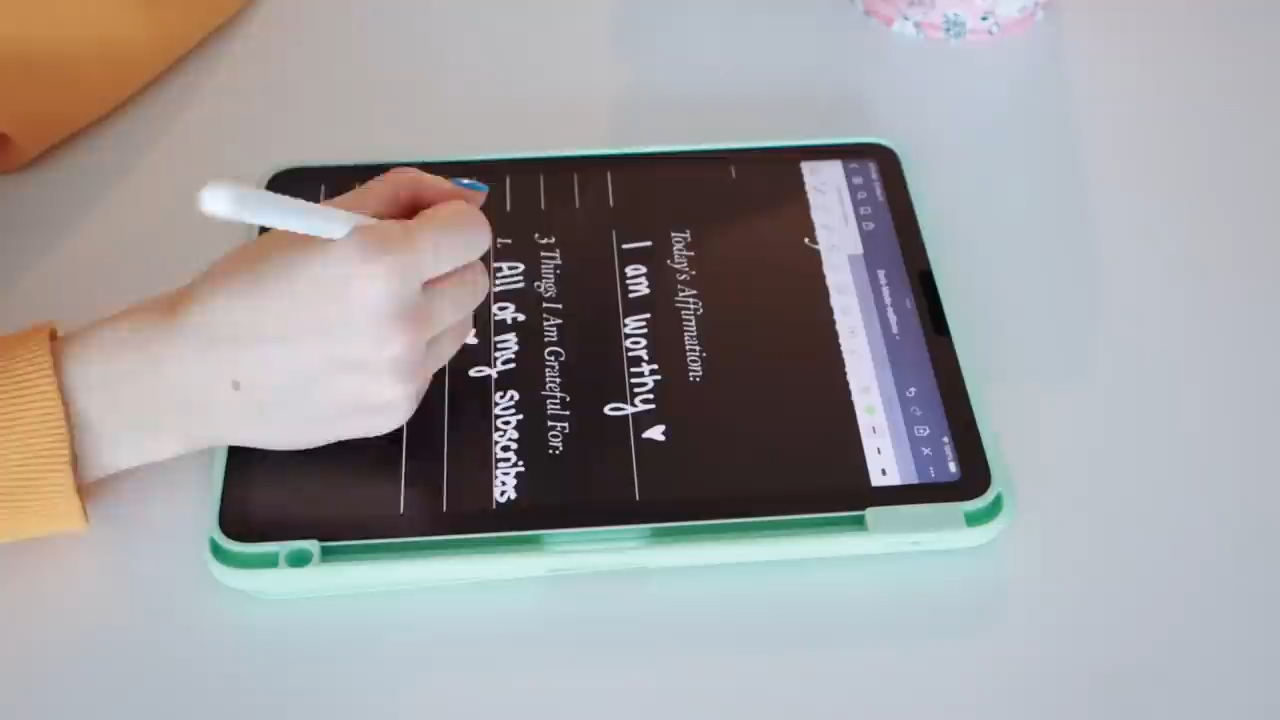 Today's Affirmation:
I am worthy ♥
3 Things I Am Grateful For:
1. All of my subscribers